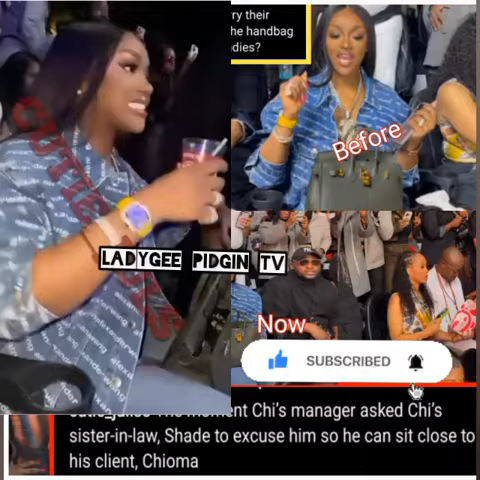 ry their
he handbag
dies?
Before
LADYGEE PIDGIN TV
Now
SUBSCRIBED
moment Chi's manager asked Chi's
sister-in-law, Shade to excuse him so he can sit close to
his client, Chioma